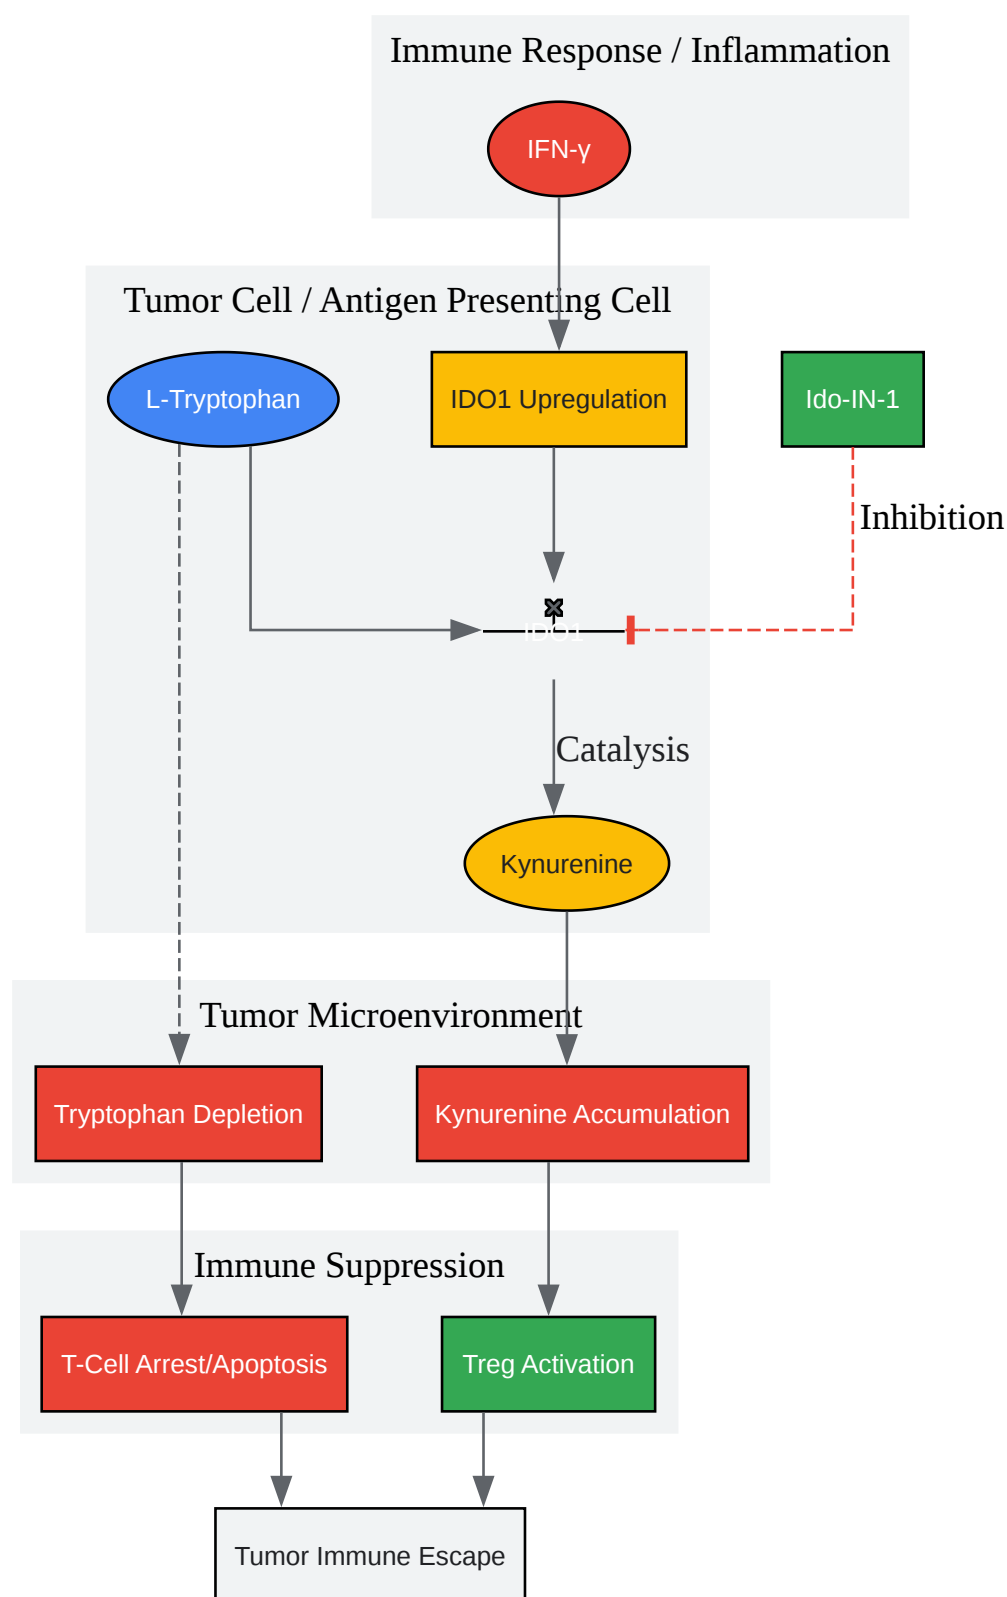 Immune Response / Inflammation
IFN-γ
Tumor Cell / Antigen Presenting Cell
L-Tryptophan
IDO1 Upregulation
Ido-IN-1
Inhibition
IDO1
Catalysis
Kynurenine
Tumor Microenvironment
Tryptophan Depletion
Kynurenine Accumulation
Immune Suppression
T-Cell Arrest/Apoptosis
Treg Activation
Tumor Immune Escape